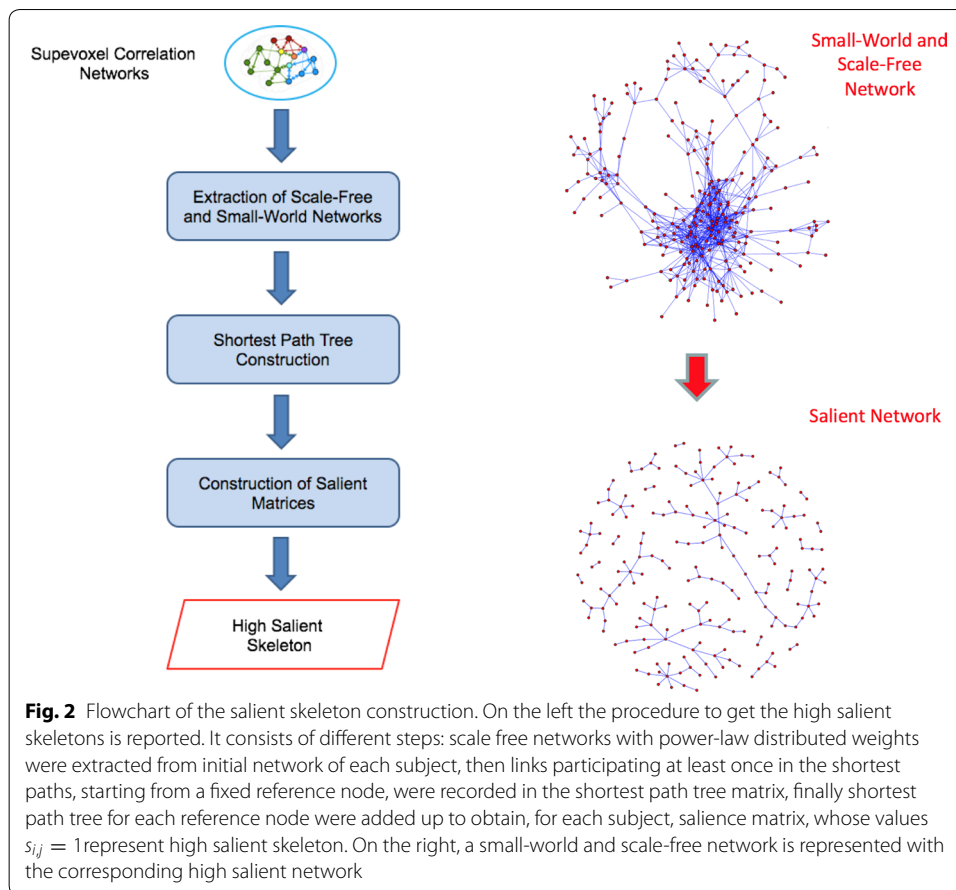 Supevoxel Correlation
Networks
Extraction of Scale-Free
and Small-World Networks
Shortest Path Tree
Construction
Construction of Salient
Matrices
High Salient
Skeleton
Small-World and
Scale-Free
Network
Salient Network
Fig. 2 Flowchart of the salient skeleton construction. On the left the procedure to get the high salient
skeletons is reported. It consists of different steps: scale free networks with power-law distributed weights
were extracted from initial network of each subject, then links participating at least once in the shortest
paths, starting from a fixed reference node, were recorded in the shortest path tree matrix, finally shortest
path tree for each reference node were added up to obtain, for each subject, salience matrix, whose values
s_{i,j} = 1represent high salient skeleton. On the right, a small-world and scale-free network is represented with
the corresponding high salient network